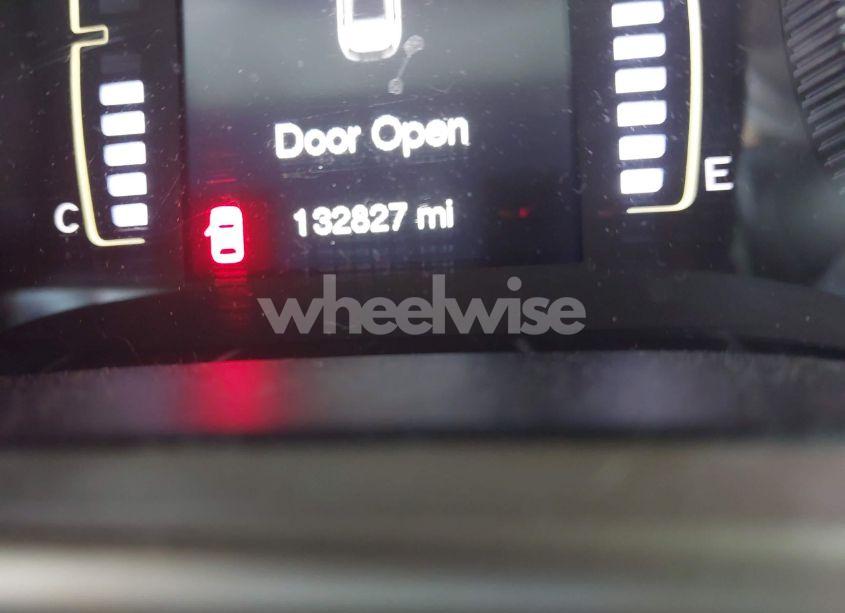 Door Open
C
E
132827 mi
wheelwise